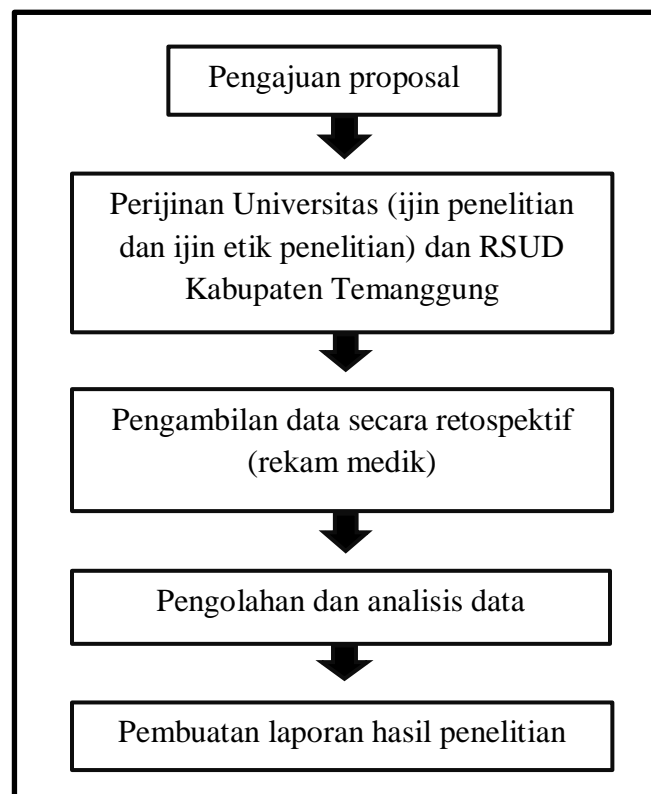 Pengajuan proposal
Perijinan Universitas (ijin penelitian
dan ijin etik penelitian) dan RSUD
Kabupaten Temanggung
Pengambilan data secara retospektif
(rekam medik)
Pengolahan dan analisis data
Pembuatan laporan hasil penelitian